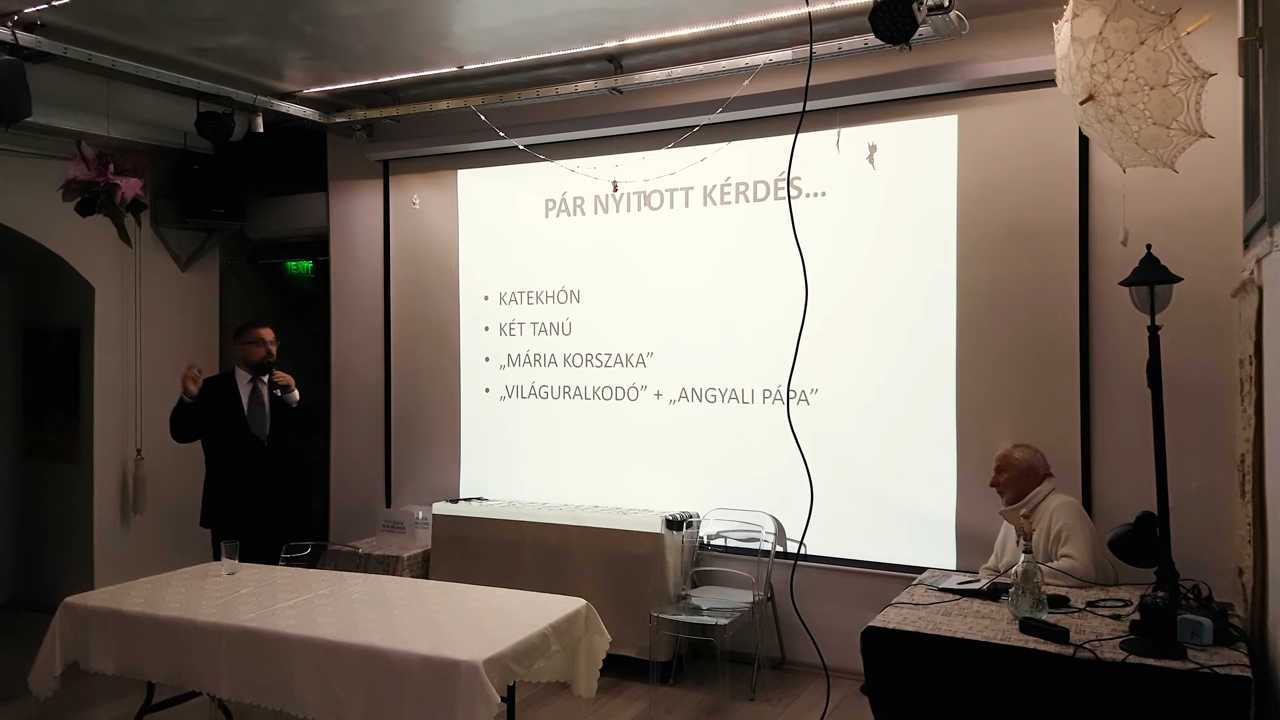 EXIT
PÁR NYITOTT KÉRDÉS...
• KATEKHÓN
• KÉT TANÚ
• „MÁRIA KORSZAKA”
• „VILÁGURALKODÓ” + „ANGYALI PÁPA”